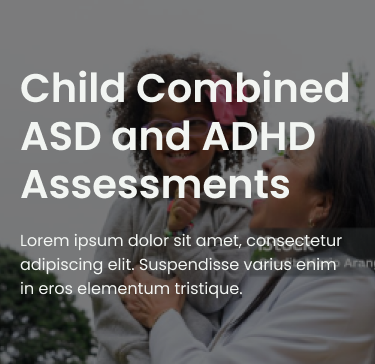 Child Combined
ASD and ADHD
Assessments
Lorem ipsum dolor sit amet, consectetur
adipiscing elit. Suspendisse varius enim
in eros elementum tristique.